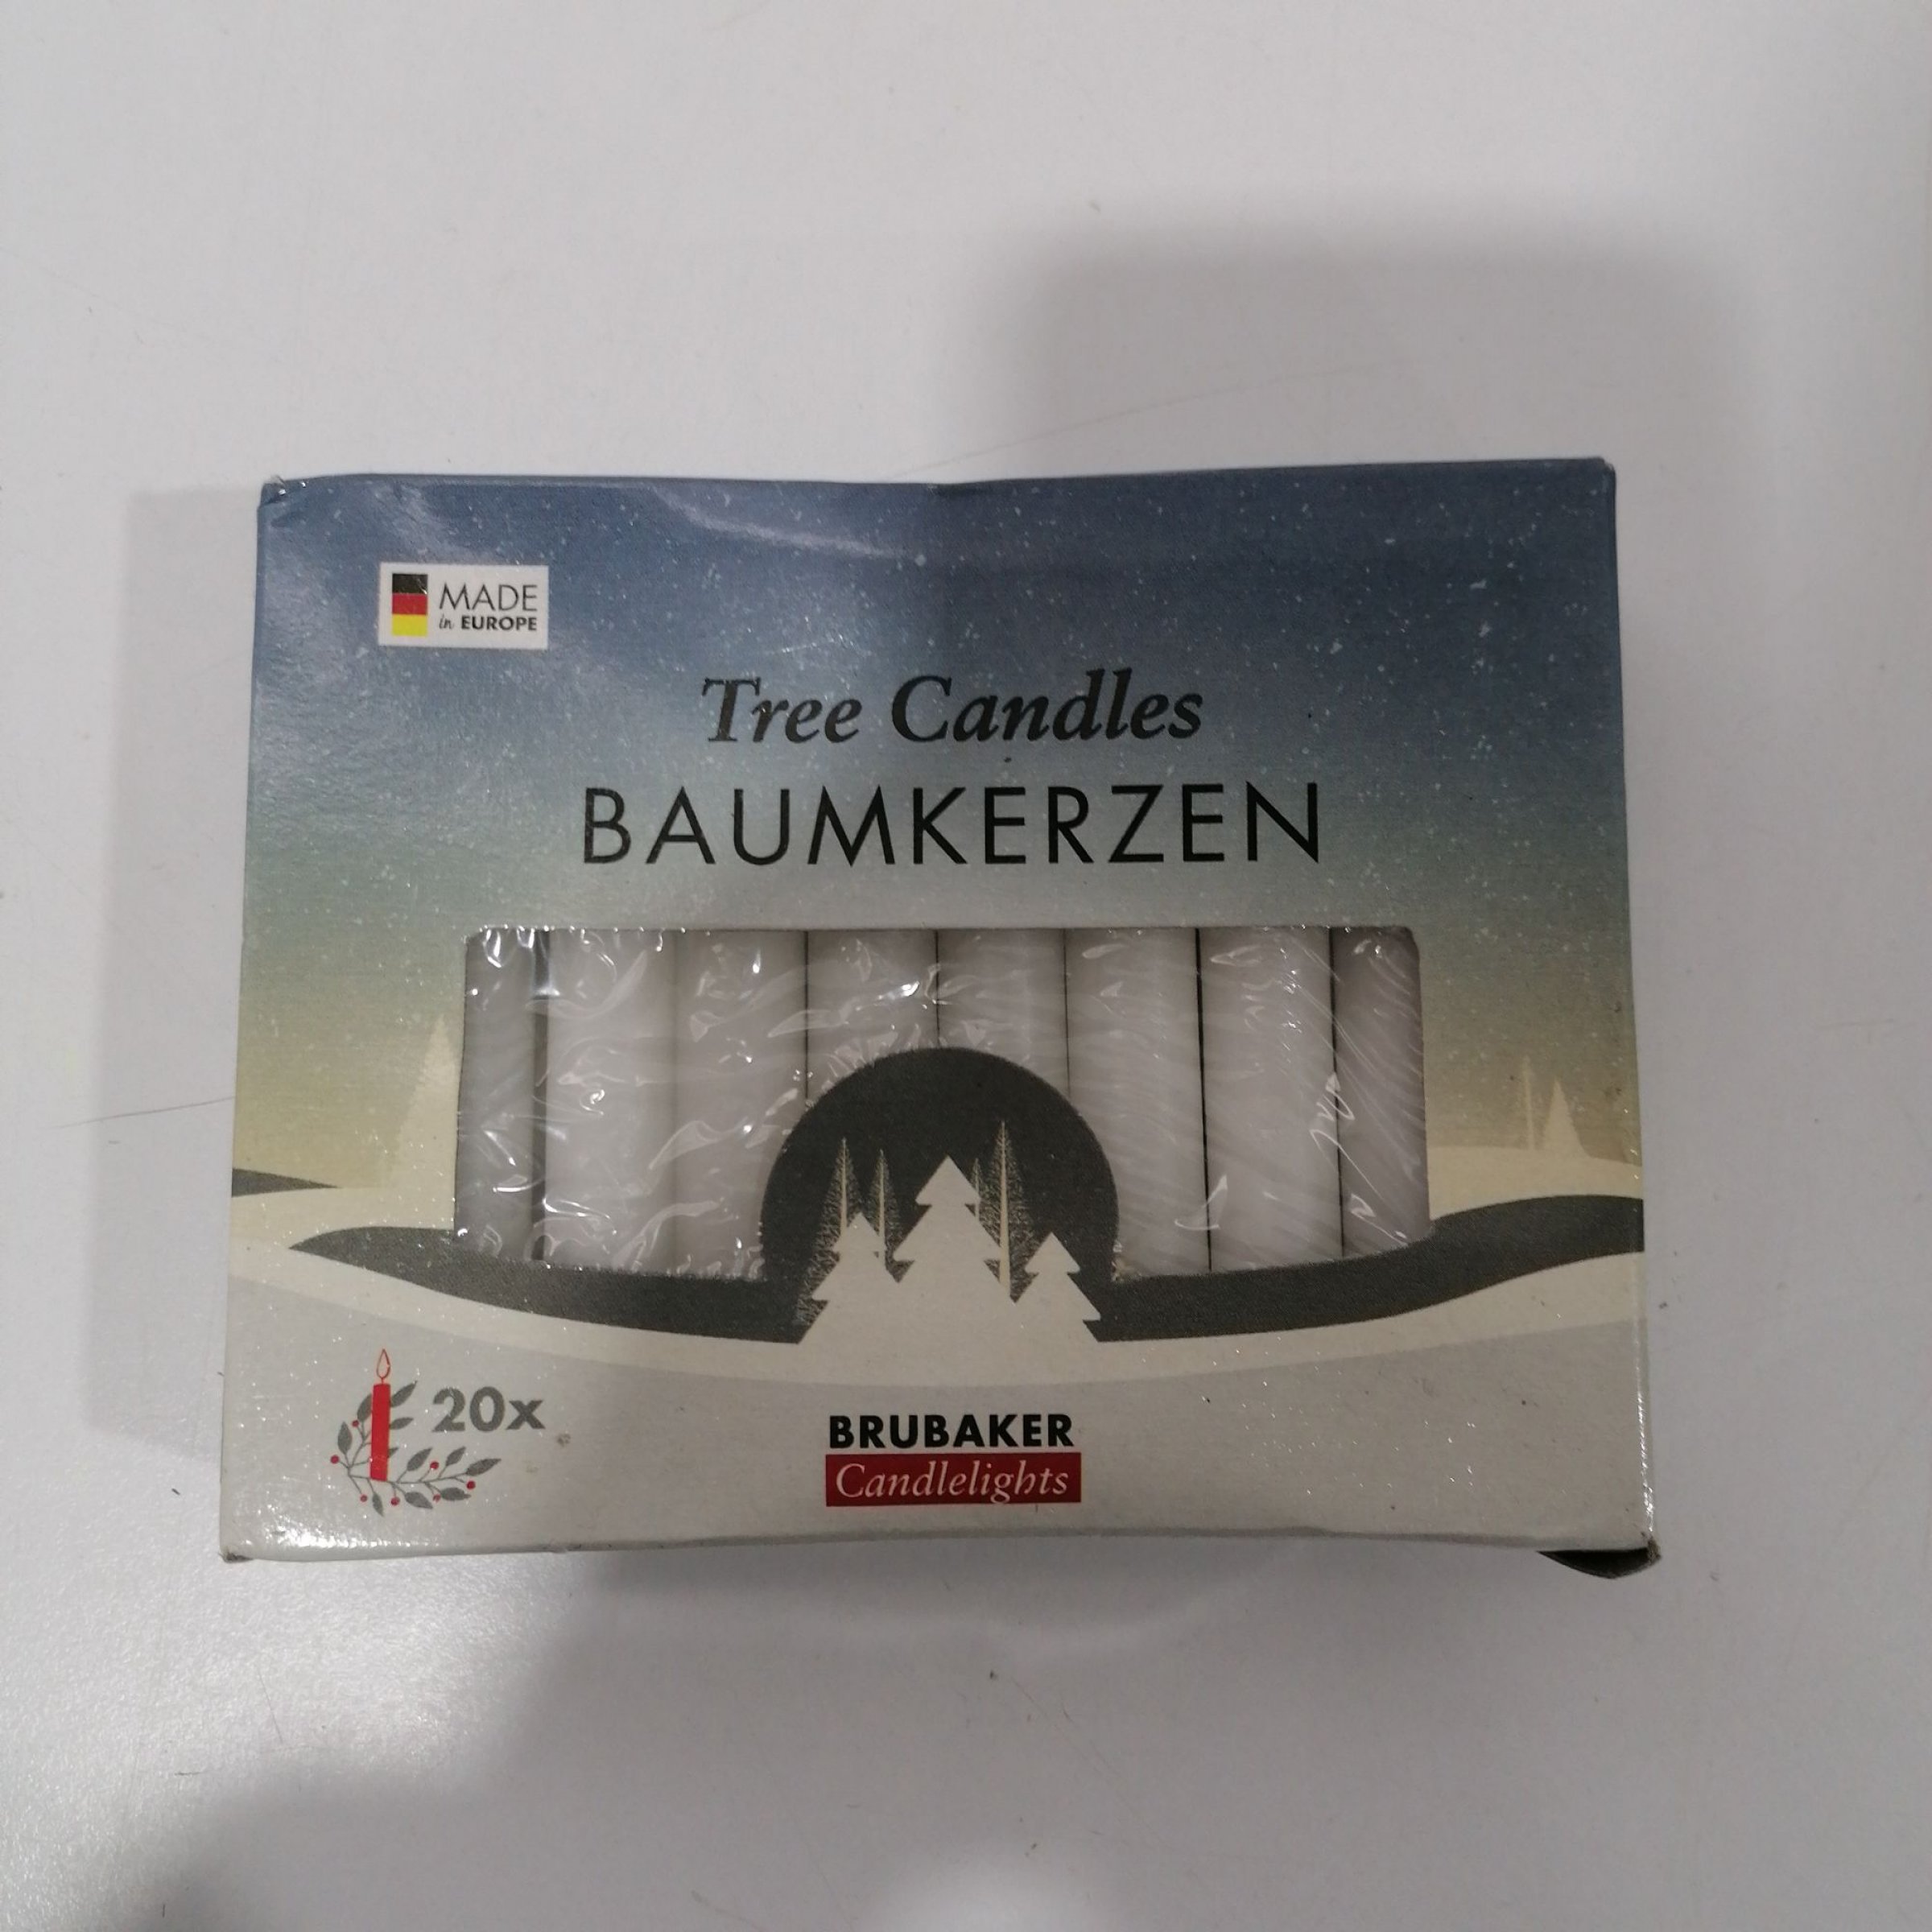 MADE
in EUROPE
Tree Candles
BAUMKERZEN
20x
BRUBAKER
Candlelights